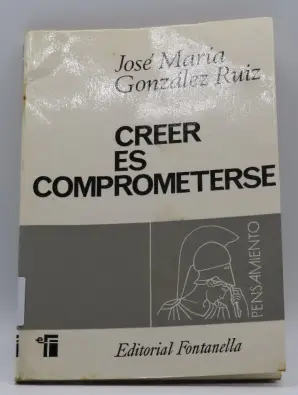 José María
González Ruiz
CREER
ES
COMPROMETERSE
PENSAMIENTO
Editorial Fontanella